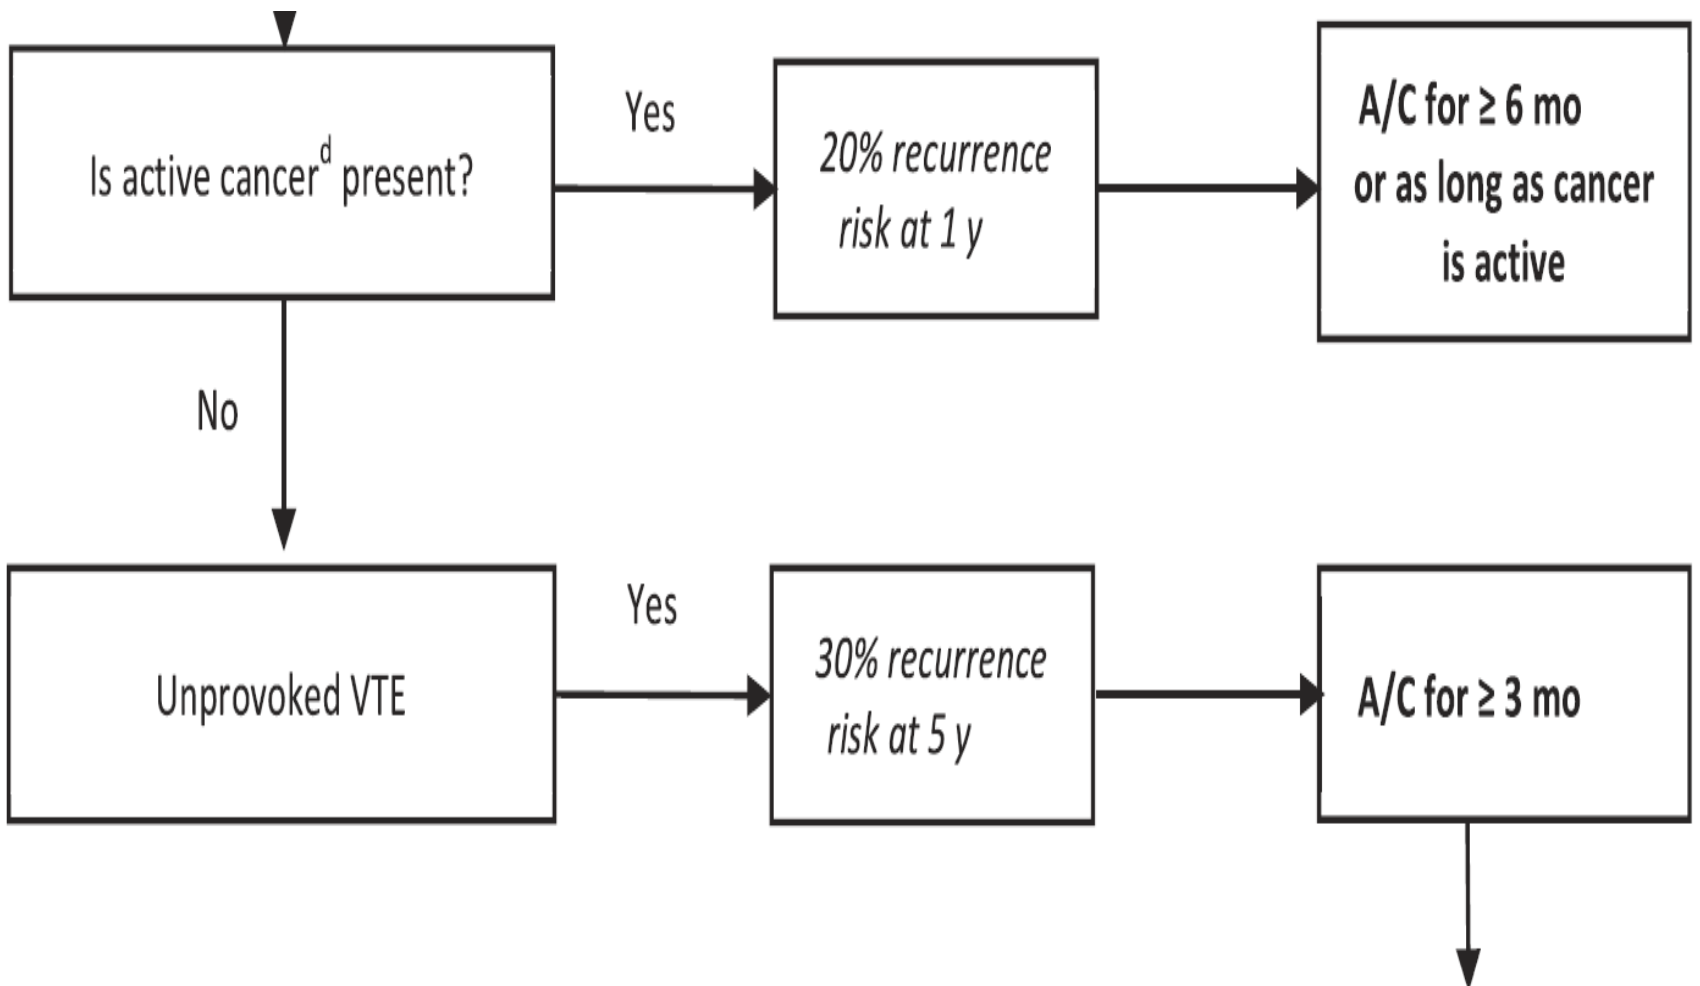 Is active cancerᵈ present?
Yes
20% recurrence
risk at 1 y
A/C for ≥ 6 mo
or as long as cancer
is active
No
Unprovoked VTE
Yes
30% recurrence
risk at 5 y
A/C for ≥ 3 mo